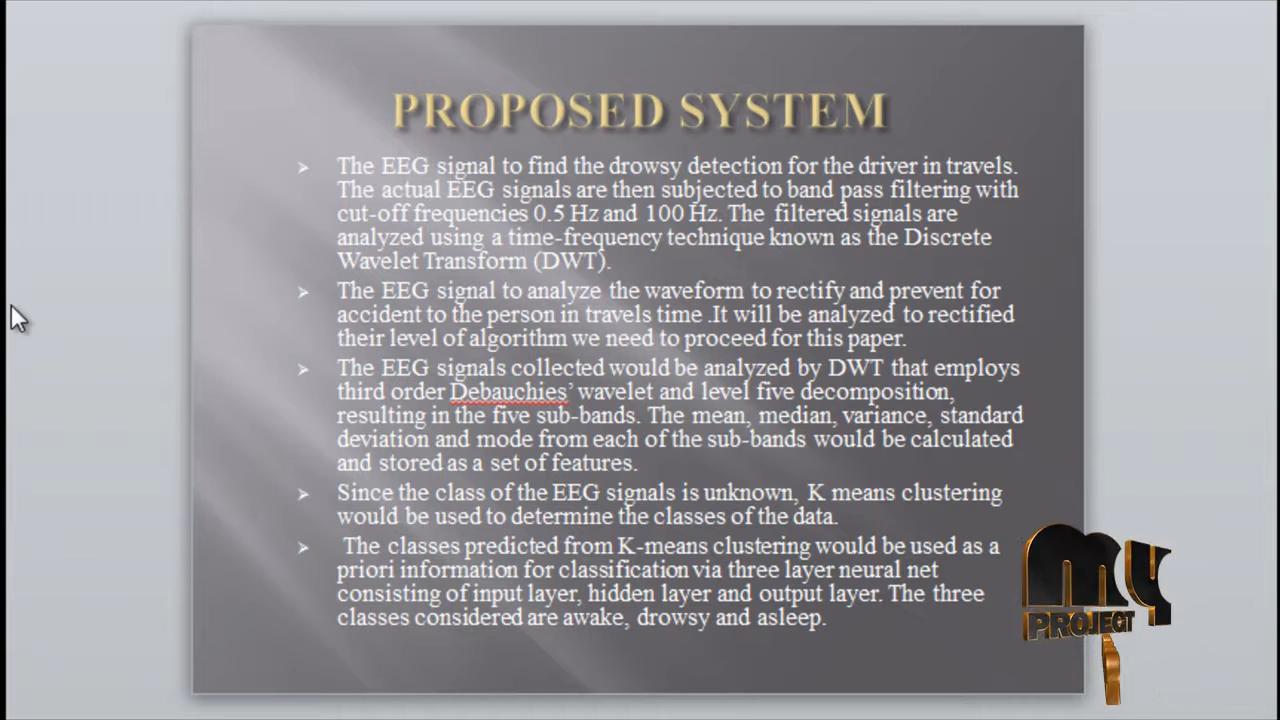 PROPOSED SYSTEM
The EEG signal to find the drowsy detection for the driver in travels.
The actual EEG signals are then subjected to band pass filtering with
cut-off frequencies 0.5 Hz and 100 Hz. The filtered signals are
analyzed using a time-frequency technique known as the Discrete
Wavelet Transform (DWT).
The EEG signal to analyze the waveform to rectify and prevent for
accident to the person in travels time .It will be analyzed to rectified
their level of algorithm we need to proceed for this paper.
The EEG signals collected would be analyzed by DWT that employs
third order Debauchies’ wavelet and level five decomposition,
resulting in the five sub-bands. The mean, median, variance, standard
deviation and mode from each of the sub-bands would be calculated
and stored as a set of features.
Since the class of the EEG signals is unknown, K means clustering
would be used to determine the classes of the data.
The classes predicted from K-means clustering would be used as a
priori information for classification via three layer neural net
consisting of input layer, hidden layer and output layer. The three
classes considered are awake, drowsy and asleep.
my
PROJECT